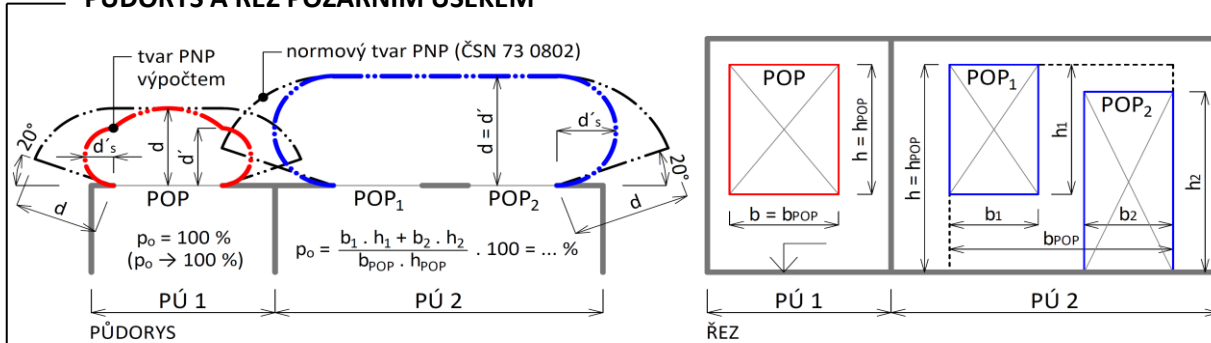 PŮDORYS A ŘEZ POŽÁRNÍM ÚSEKEM
tvar PNP
výpočtem
normový tvar PNP (ČSN 73 0802)
20°
d´s
d
d´
d
POP
pₒ = 100 %
(pₒ → 100 %)
PÚ 1
d = d´
d´s
20°
d
POP₁
POP₂
pₒ = (b₁ . h₁ + b₂ . h₂) / (b_POP . h_POP) . 100 = ... %
PÚ 2
PŮDORYS
POP
h = hPOP
b = bPOP
PÚ 1
h = hPOP
POP₁
h1
b1
POP₂
h2
b2
bPOP
PÚ 2
ŘEZ